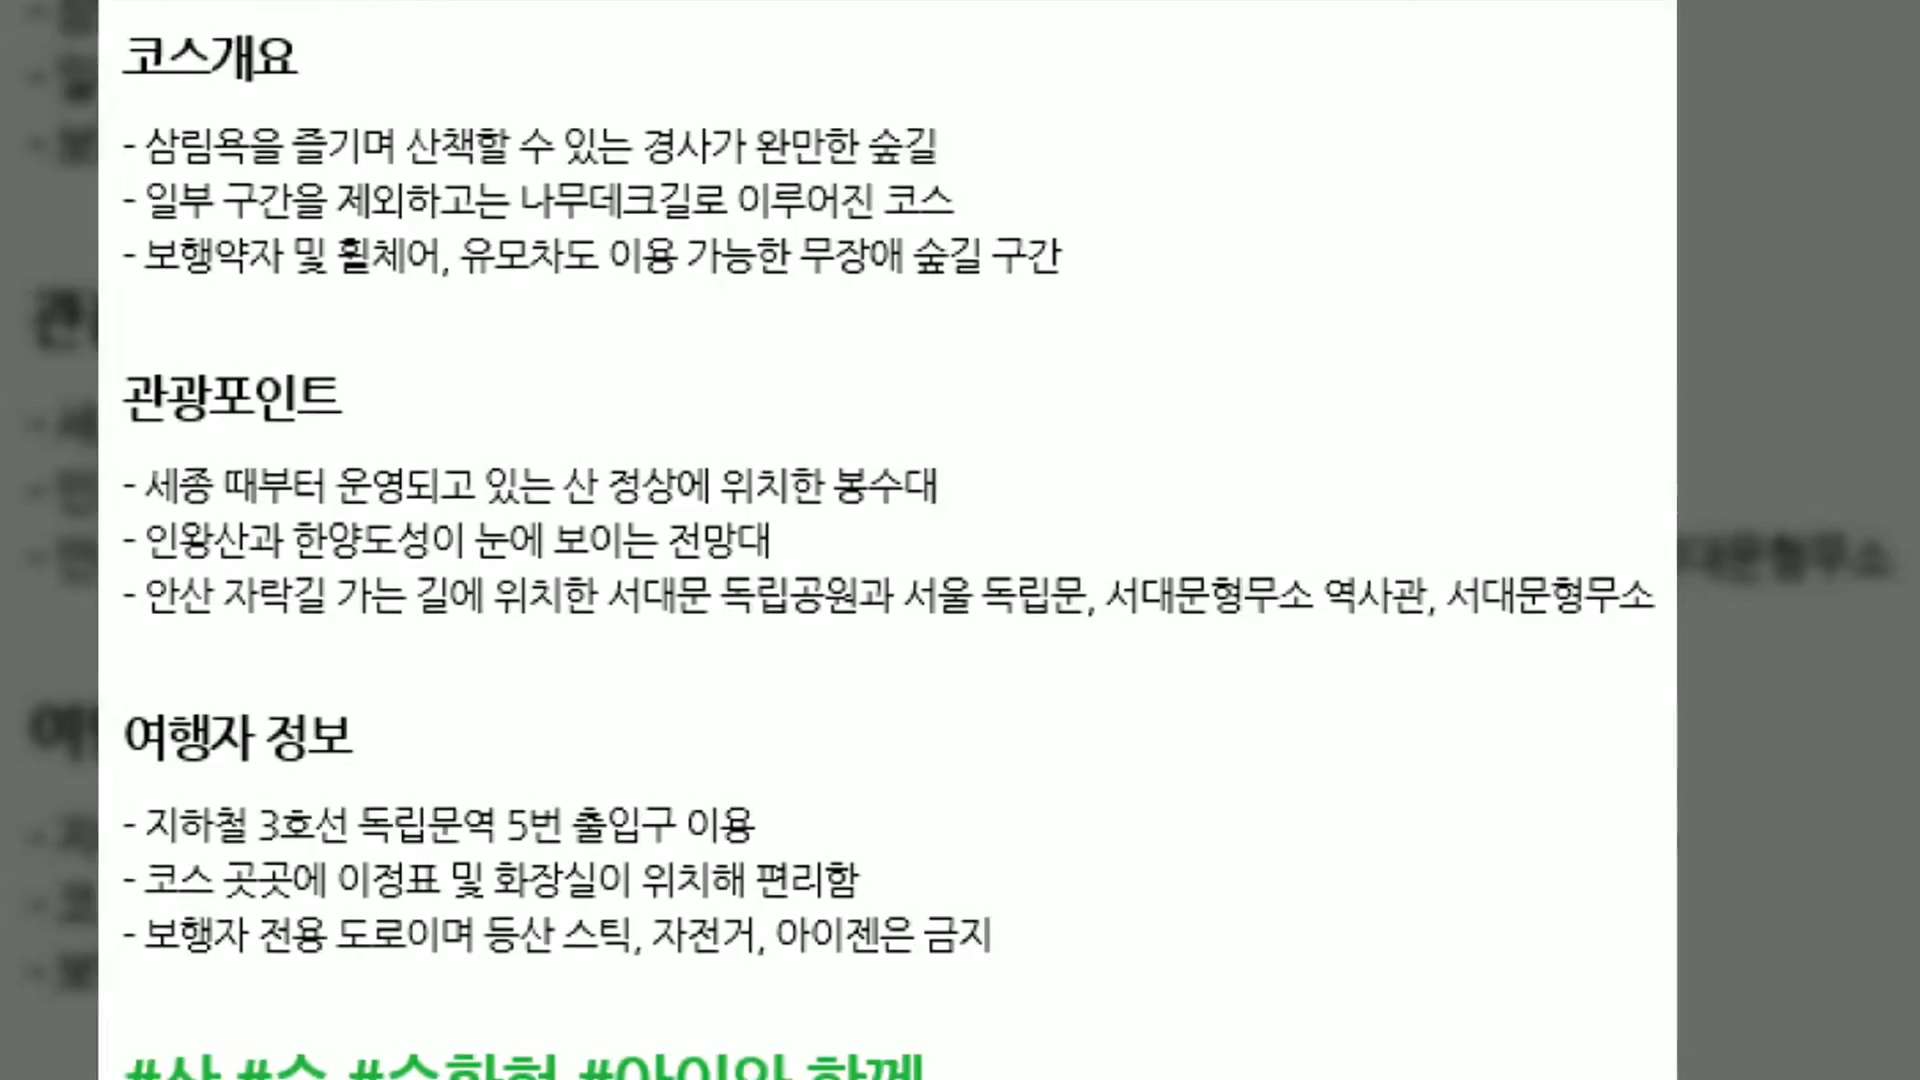 코스개요
- 삼림욕을 즐기며 산책할 수 있는 경사가 완만한 숲길
- 일부 구간을 제외하고는 나무데크길로 이루어진 코스
- 보행약자 및 휠체어, 유모차도 이용 가능한 무장애 숲길 구간
관광포인트
- 세종 때부터 운영되고 있는 산 정상에 위치한 봉수대
- 인왕산과 한양도성이 눈에 보이는 전망대
- 안산 자락길 가는 길에 위치한 서대문 독립공원과 서울 독립문, 서대문형무소 역사관, 서대문형무소
여행자 정보
- 지하철 3호선 독립문역 5번 출입구 이용
- 코스 곳곳에 이정표 및 화장실이 위치해 편리함
- 보행자 전용 도로이며 등산 스틱, 자전거, 아이젠은 금지
#산 #숲 #순환형 #아이와 함께